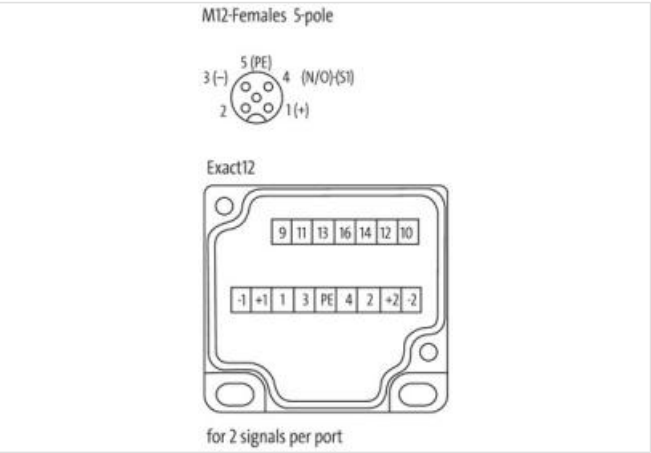 M12-Females 5-pole
5 (PE)
3 (–) 4 (N/O)-(S1)
2 1 (+)
Exact12
9 11 13 16 14 12 10
-1 +1 1 3 PE 4 2 +2 -2
for 2 signals per port